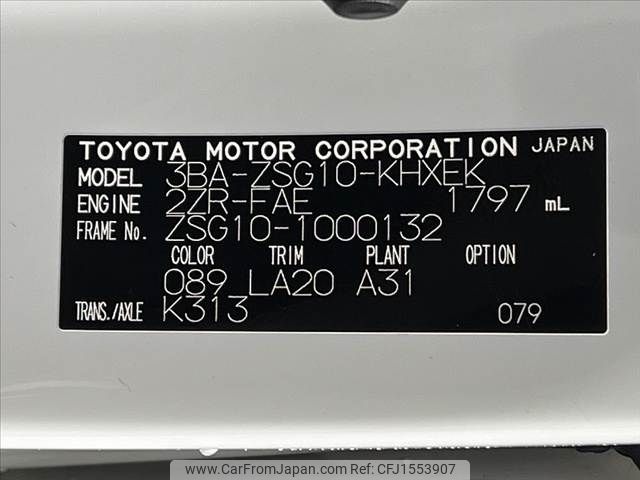 TOYOTA MOTOR CORPORATION JAPAN
MODEL 3BA-ZSG10-KHXEK
ENGINE 2ZR-FAE 1797 mL
FRAME No. ZSG10-1000132
COLOR TRIM PLANT OPTION
089 LA20 A31
TRANS./AXLE K313 079
www.CarFromJapan.com ID:CFJ1553907